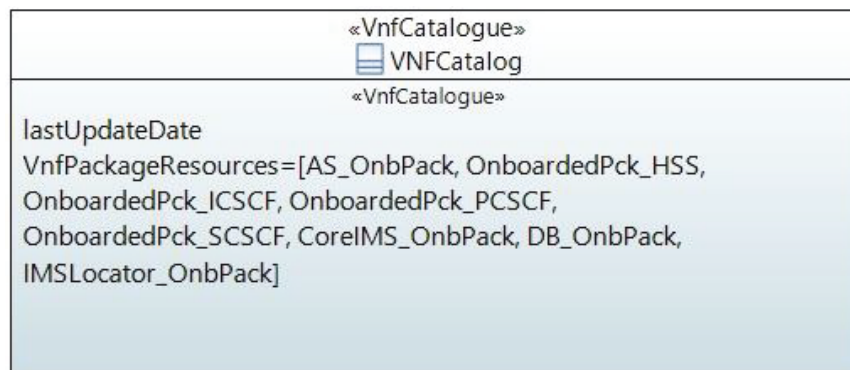 «VnfCatalogue»
VNFCatalog
«VnfCatalogue»
lastUpdateDate
VnfPackageResources=[AS_OnbPack, OnboardedPck_HSS,
OnboardedPck_ICSCF, OnboardedPck_PCSCF,
OnboardedPck_SCSCF, CoreIMS_OnbPack, DB_OnbPack,
IMSLocator_OnbPack]